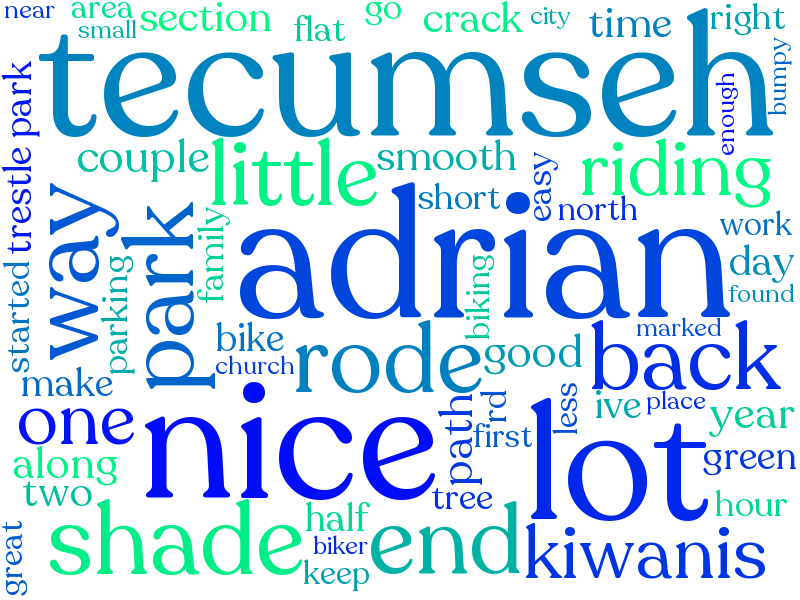 near
area
small
section
flat
go
crack
city
time
right
bumpy
tecumseh
trestle park
couple
little
smooth
enough
riding
easy
short
north
work
way
park
family
adrian
day
found
started
parking
biking
bike
church
rode
good
marked
back
make
one
nice
path
rd
first
less
ive
place
year
lot
green
along
two
tree
hour
shade
half
biker
keep
end
kiwanis
great